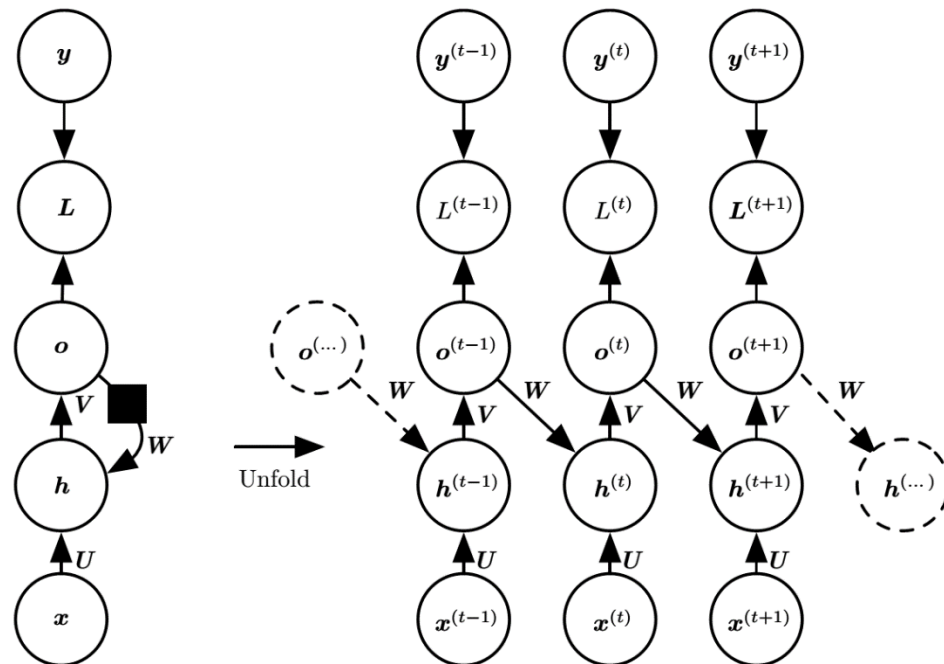 y y^(t−1) y^(t) y^(t+1)
L L^(t−1) L^(t) L^(t+1)
o o^(...) o^(t−1) o^(t) o^(t+1)
W W W W
V V V V
W
Unfold
h h^(t−1) h^(t) h^(t+1) h^(...)
U U U U
x x^(t−1) x^(t) x^(t+1)